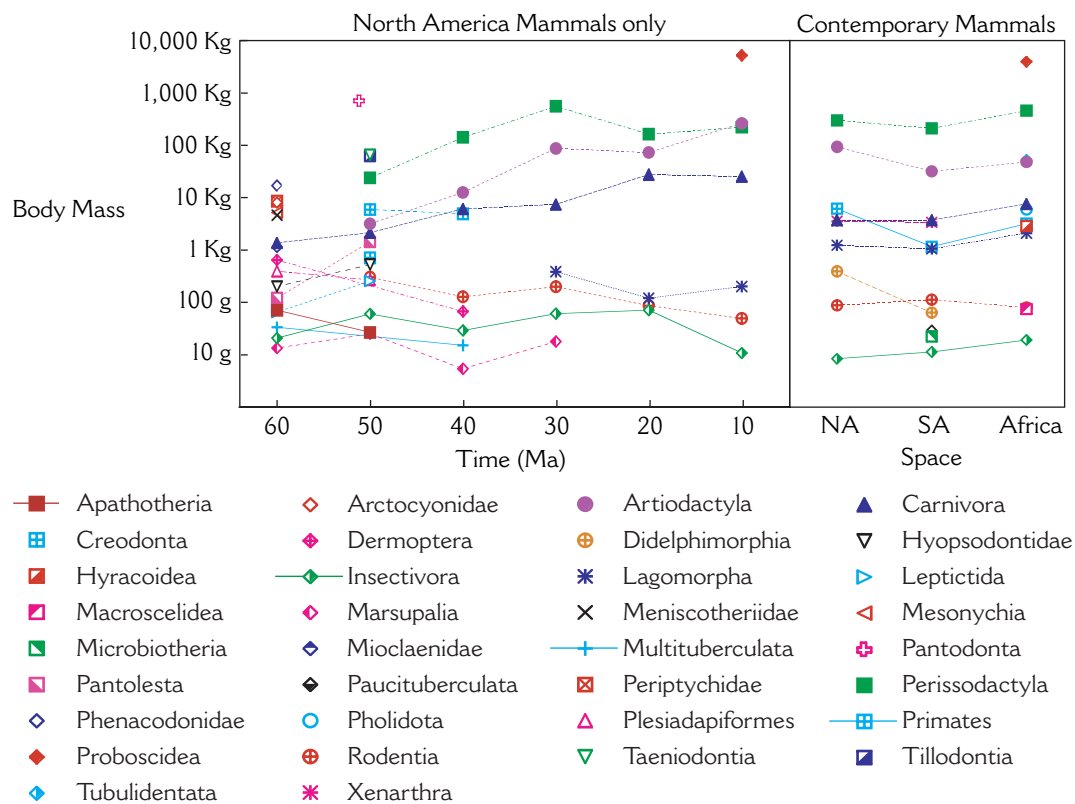 North America Mammals only
Contemporary Mammals
10,000 Kg
1,000 Kg
100 Kg
10 Kg
Body Mass
1 Kg
100 g
10 g
60 50 40 30 20 10
NA SA Africa
Time (Ma)
Space
Apathotheria Arctocyonidae Artiodactyla Carnivora
Creodonta Dermoptera Didelphimorphia Hyopsodontidae
Hyracoidea Insectivora Lagomorpha Leptictida
Macroscelidea Marsupalia Meniscotheriidae Mesonychia
Microbiotheria Mioclaenidae Multituberculata Pantodonta
Pantolesta Paucituberculata Periptychidae Perissodactyla
Phenacodonidae Pholidota Plesiadapiformes Primates
Proboscidea Rodentia Taeniodontia Tillodontia
Tubulidentata Xenarthra